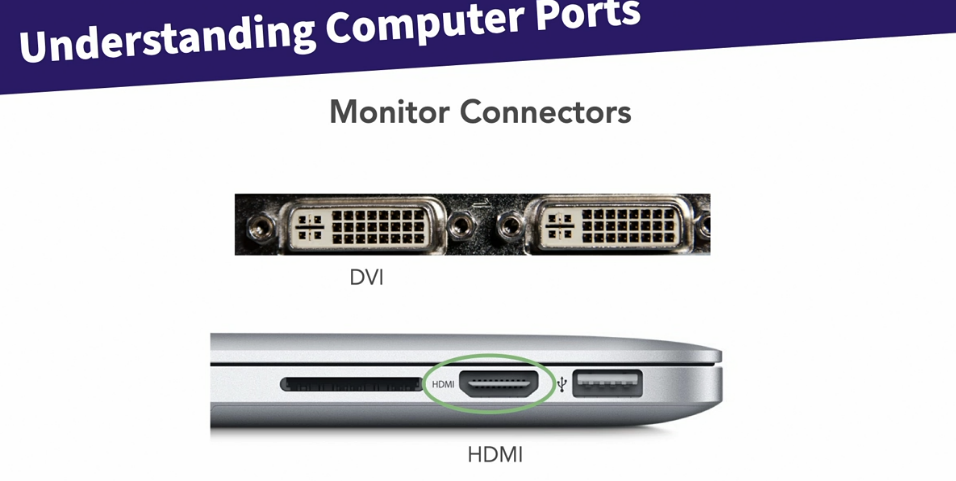 Understanding Computer Ports
Monitor Connectors
DVI
HDMI
HDMI